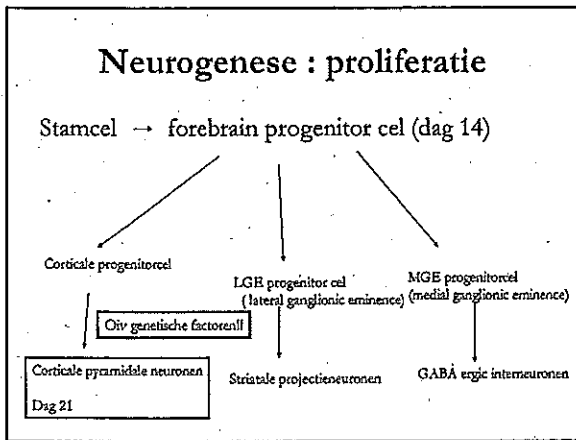 Neurogenese : proliferatie
Stamcel → forebrain progenitor cel (dag 14)
Corticale progenitorcel
LGE progenitor cel
(lateral ganglionic eminence)
MGE progenitorcel
(medial ganglionic eminence)
Oiv genetische factoren!!
Corticale pyramidale neuronen
Dag 21
Striatale projectieneuronen
GABA ergic interneuronen